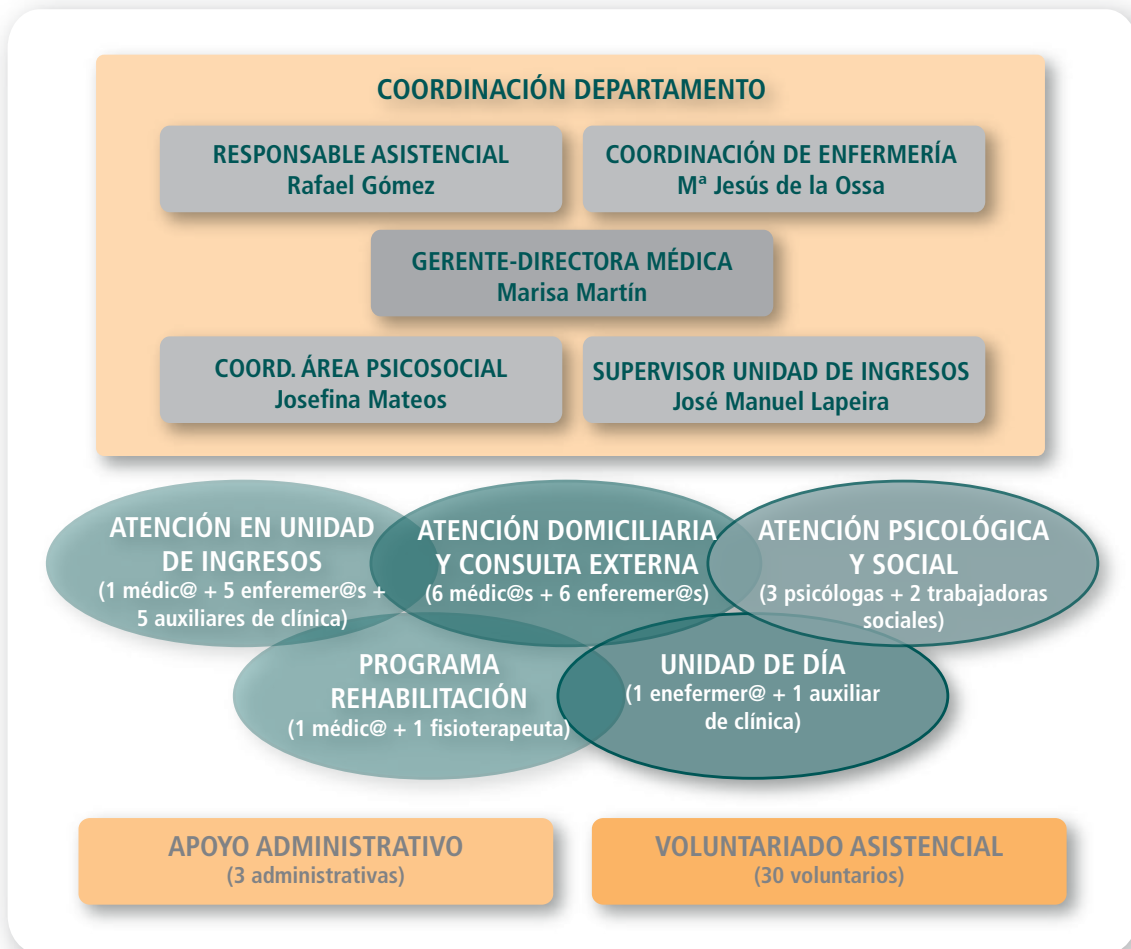 COORDINACIÓN DEPARTAMENTO
RESPONSABLE ASISTENCIAL
Rafael Gómez
COORDINACIÓN DE ENFERMERÍA
Mª Jesús de la Ossa
GERENTE-DIRECTORA MÉDICA
Marisa Martín
COORD. ÁREA PSICOSOCIAL
Josefina Mateos
SUPERVISOR UNIDAD DE INGRESOS
José Manuel Lapeira
ATENCIÓN EN UNIDAD
DE INGRESOS
(1 médic@ + 5 enferemer@s +
5 auxiliares de clínica)
ATENCIÓN DOMICILIARIA
Y CONSULTA EXTERNA
(6 médic@s + 6 enferemer@s)
ATENCIÓN PSICOLÓGICA
Y SOCIAL
(3 psicólogas + 2 trabajadoras
sociales)
PROGRAMA
REHABILITACIÓN
(1 médic@ + 1 fisioterapeuta)
UNIDAD DE DÍA
(1 enefermer@ + 1 auxiliar
de clínica)
APOYO ADMINISTRATIVO
(3 administrativas)
VOLUNTARIADO ASISTENCIAL
(30 voluntarios)